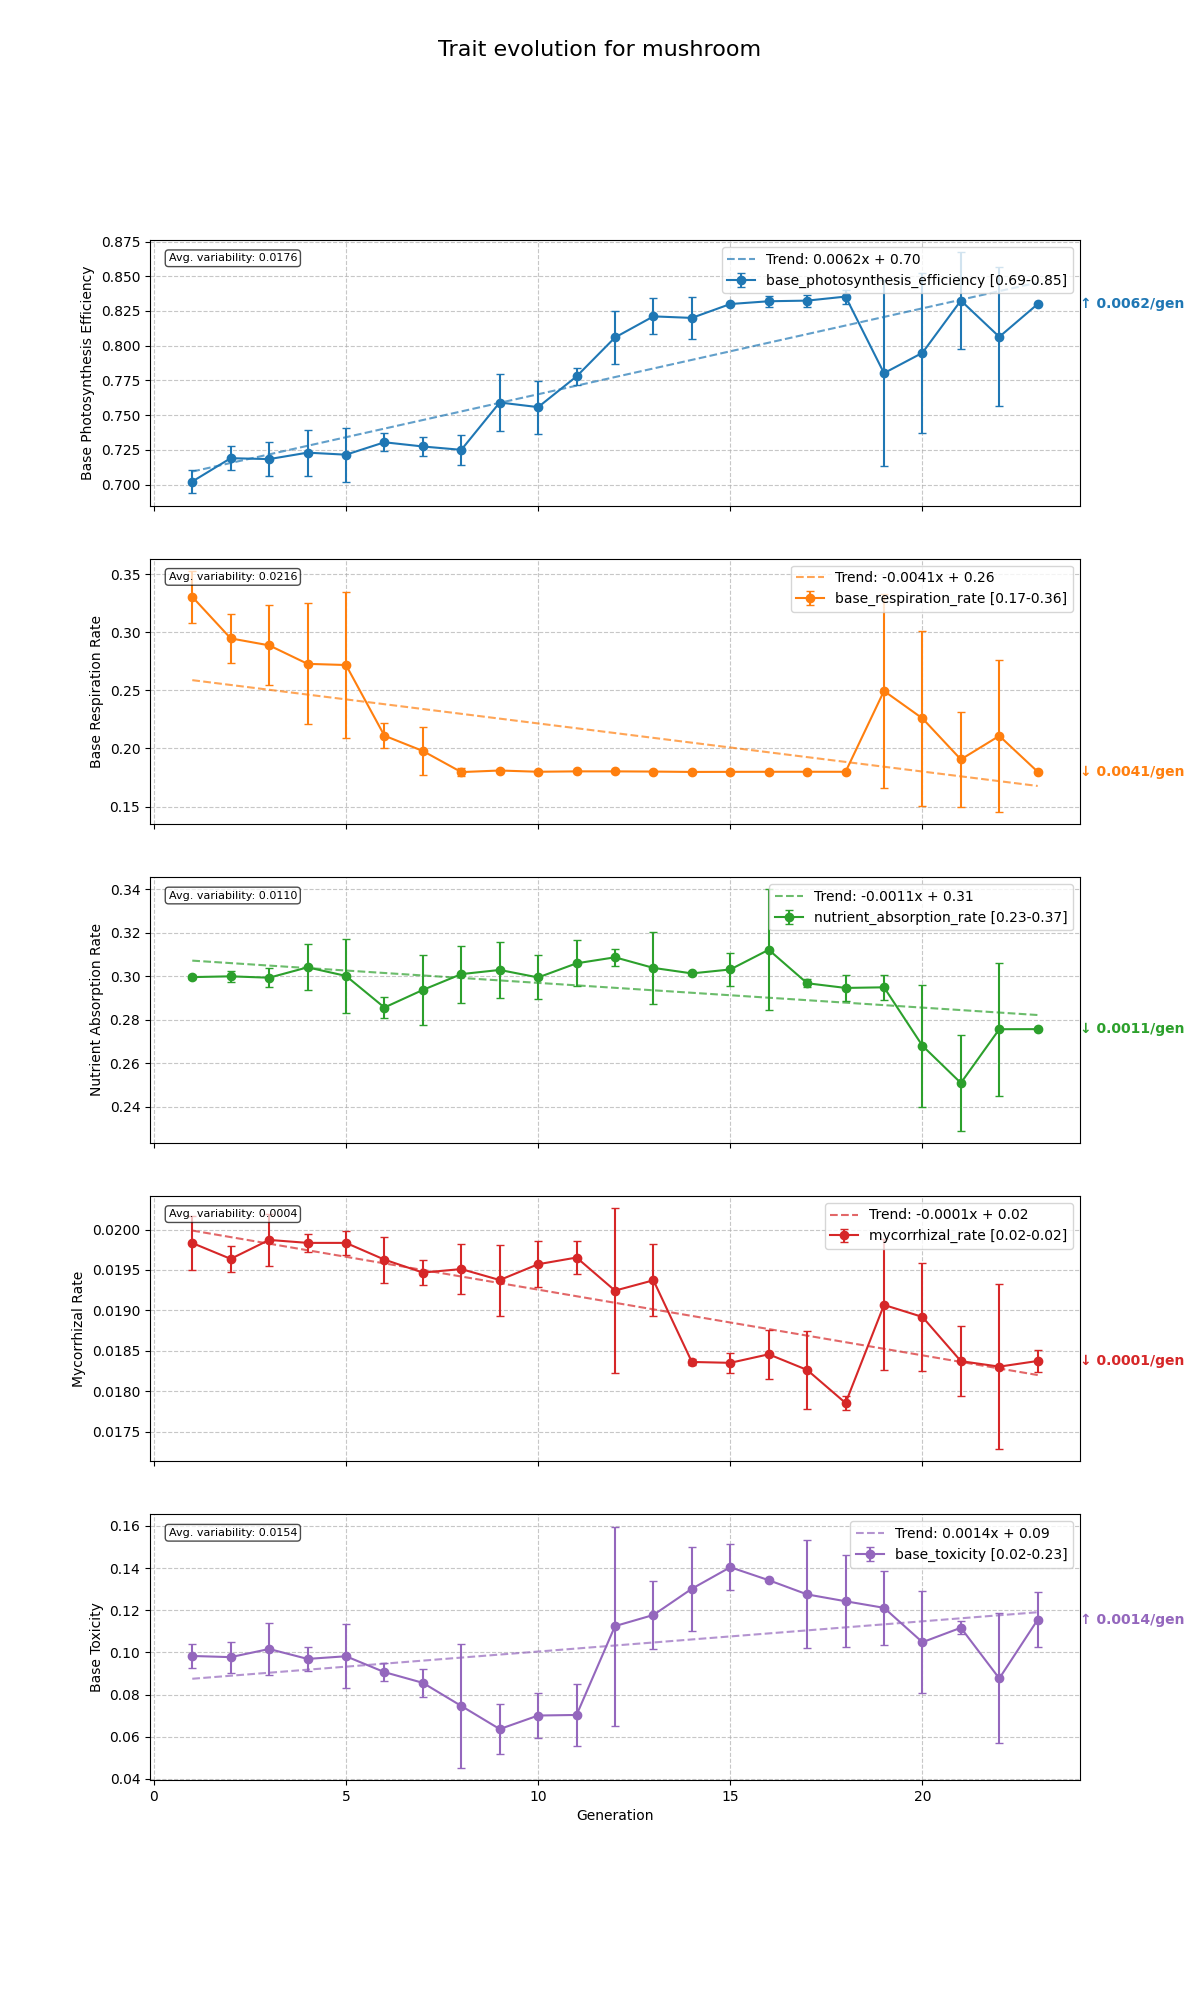 Trait evolution for mushroom
0.875
0.850
0.825
0.800
0.775
0.750
0.725
0.700
Base Photosynthesis Efficiency
Avg. variability: 0.0176
Trend: 0.0062x + 0.70
base_photosynthesis_efficiency [0.69-0.85]
↑ 0.0062/gen
0.35
0.30
0.25
0.20
0.15
Base Respiration Rate
Avg. variability: 0.0216
Trend: -0.0041x + 0.26
base_respiration_rate [0.17-0.36]
↓ 0.0041/gen
0.34
0.32
0.30
0.28
0.26
0.24
Nutrient Absorption Rate
Avg. variability: 0.0110
Trend: -0.0011x + 0.31
nutrient_absorption_rate [0.23-0.37]
↓ 0.0011/gen
0.0200
0.0195
0.0190
0.0185
0.0180
0.0175
Mycorrhizal Rate
Avg. variability: 0.0004
Trend: -0.0001x + 0.02
mycorrhizal_rate [0.02-0.02]
↓ 0.0001/gen
0.16
0.14
0.12
0.10
0.08
0.06
0.04
Base Toxicity
Avg. variability: 0.0154
Trend: 0.0014x + 0.09
base_toxicity [0.02-0.23]
↑ 0.0014/gen
0 5 10 15 20
Generation